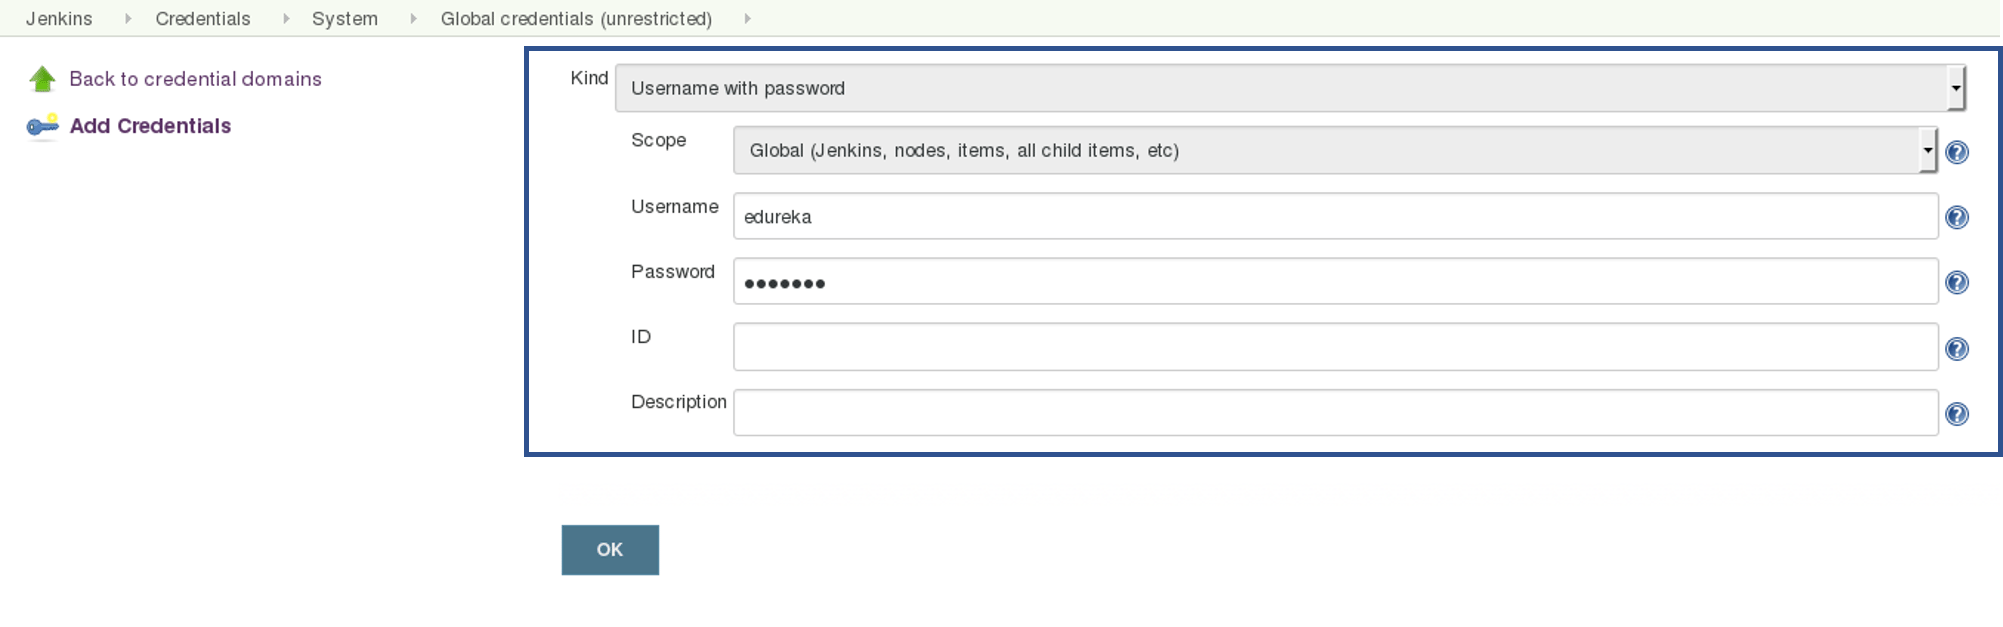 Jenkins Credentials System Global credentials (unrestricted)
Back to credential domains
Add Credentials
Kind Username with password
Scope Global (Jenkins, nodes, items, all child items, etc)
Username edureka
Password •••••••
ID
Description
OK